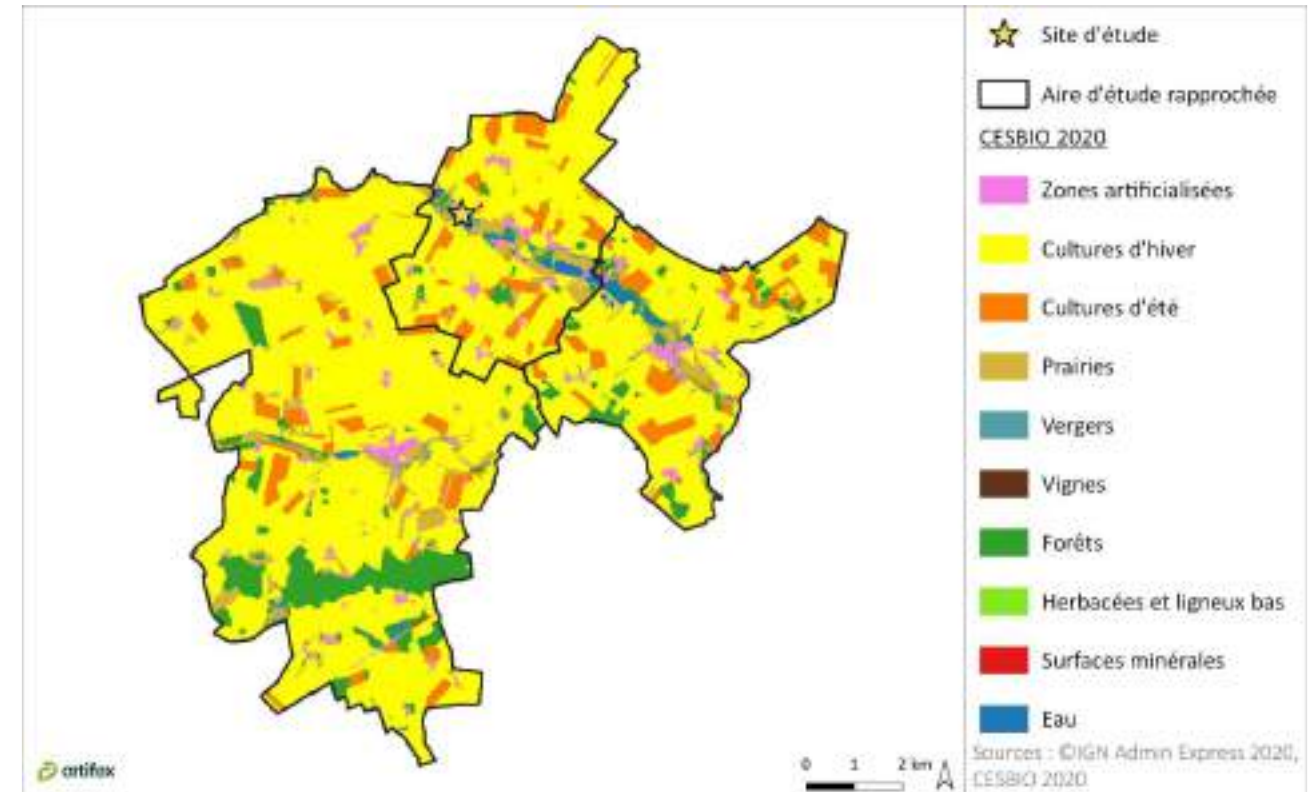 Site d'étude
Aire d'étude rapprochée
CESBIO 2020
Zones artificialisées
Cultures d'hiver
Cultures d'été
Prairies
Vergers
Vignes
Forêts
Herbacées et ligneux bas
Surfaces minérales
Eau
Sources : ©IGN Admin Express 2020,
CESBIO 2020
artifex
0 1 2 km